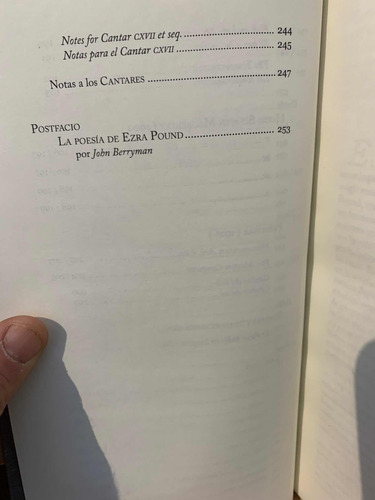 Notes for Cantar CXVII et seq. .......................... 244
Notas para el Cantar CXVII .......................... 245
NOTAS A LOS CANTARES .......................... 247
POSTFACIO
LA POESÍA DE EZRA POUND .......................... 253
por John Berryman